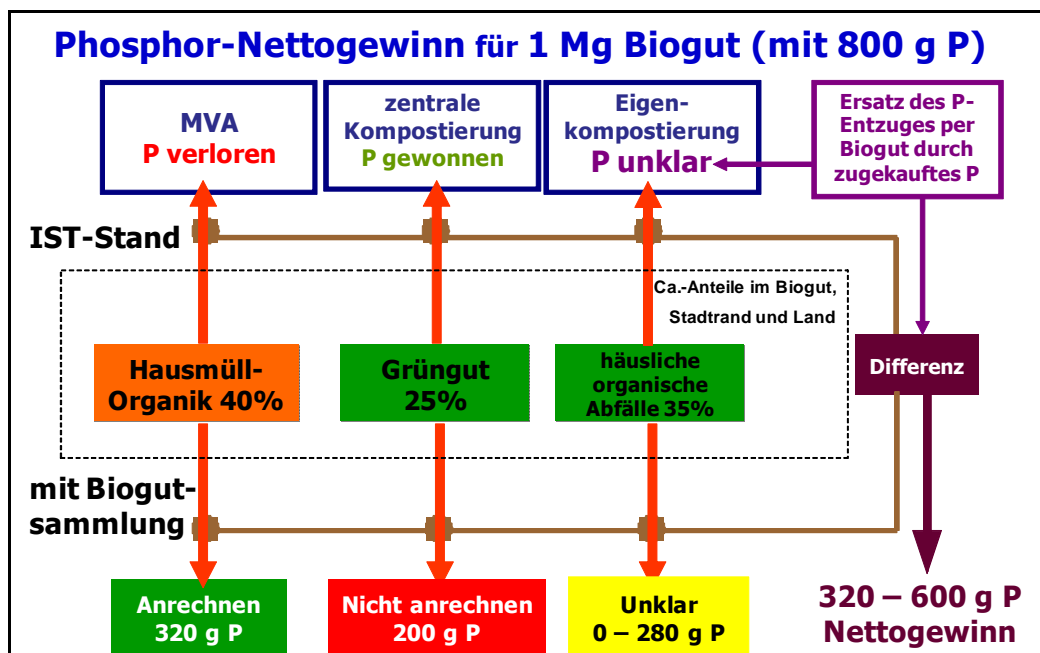 Phosphor-Nettogewinn für 1 Mg Biogut (mit 800 g P)
MVA
P verloren
zentrale
Kompostierung
P gewonnen
Eigen-
kompostierung
P unklar
Ersatz des P-
Entzuges per
Biogut durch
zugekauftes P
IST-Stand
Ca.-Anteile im Biogut,
Stadtrand und Land
Hausmüll-
Organik 40%
Grüngut
25%
häusliche
organische
Abfälle 35%
Differenz
mit Biogut-
sammlung
Anrechnen
320 g P
Nicht anrechnen
200 g P
Unklar
0 – 280 g P
320 – 600 g P
Nettogewinn